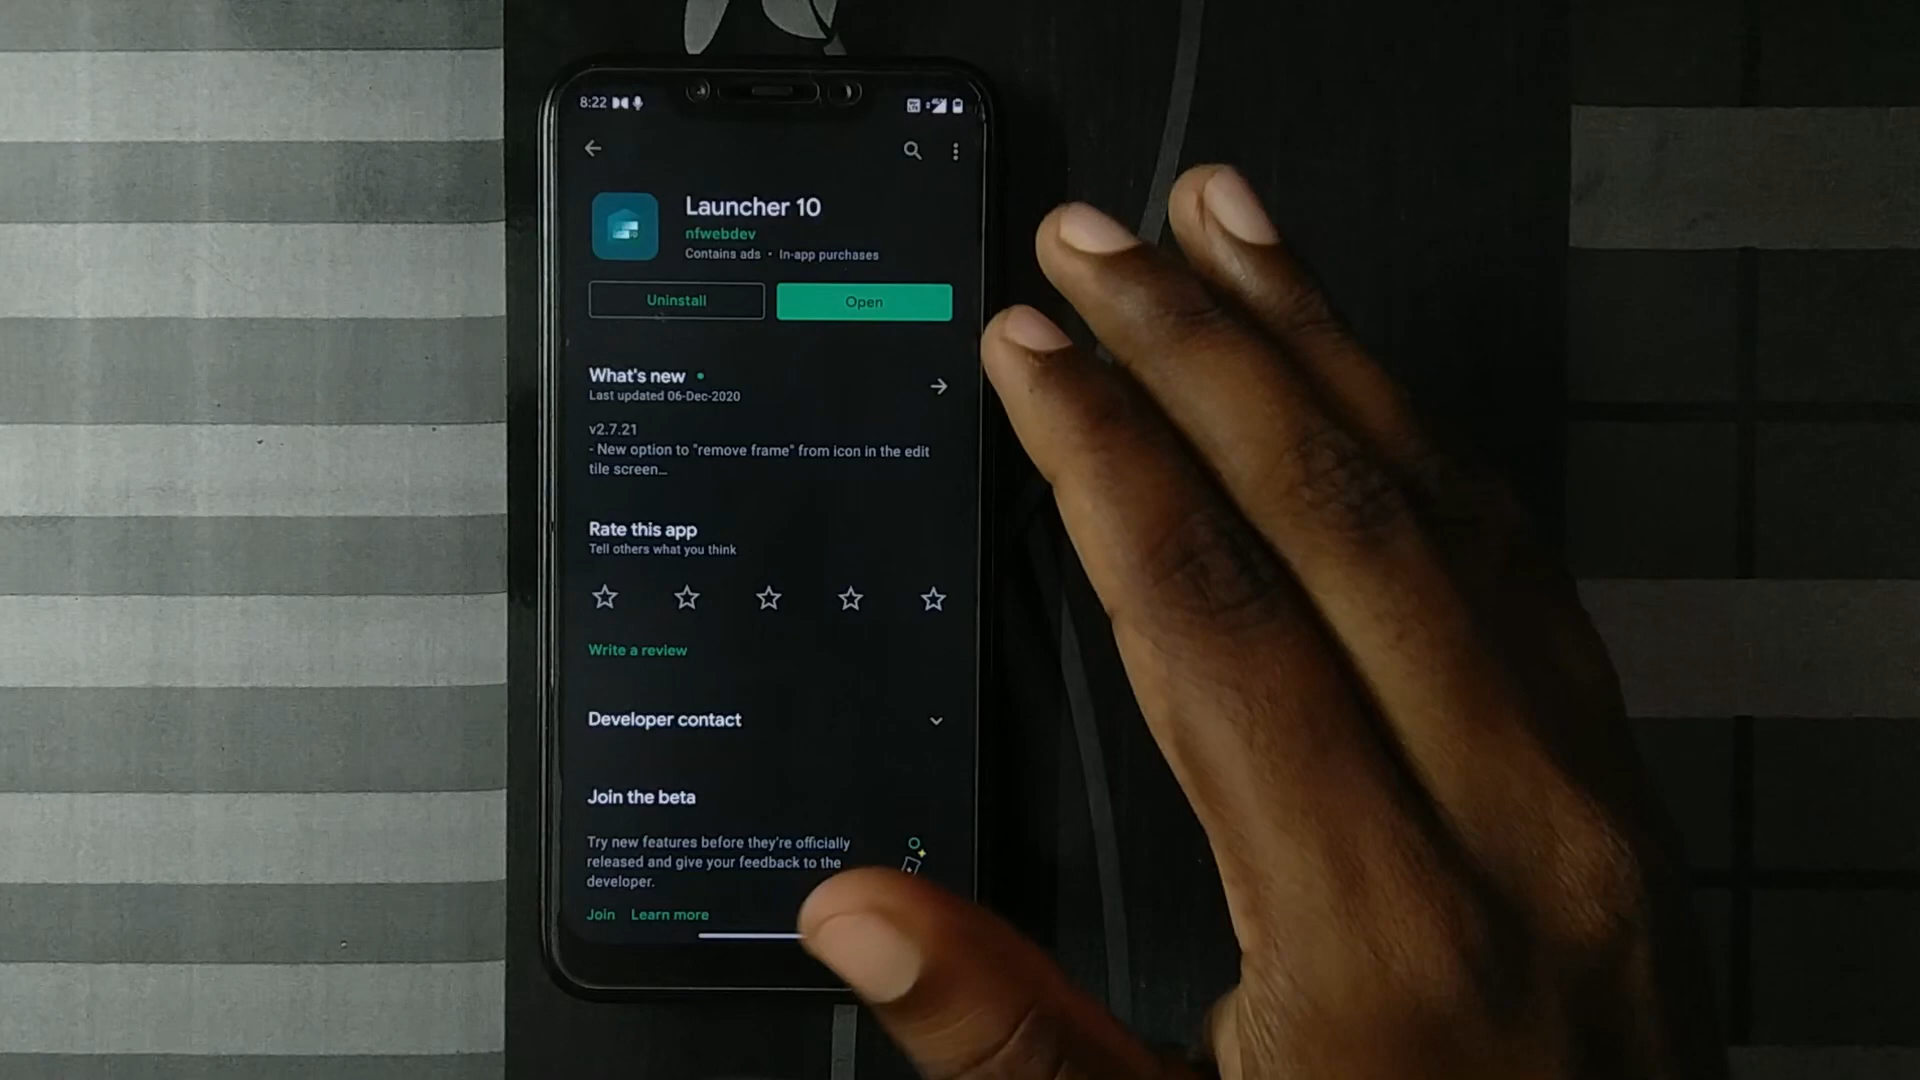 8:22
Launcher 10
nfwebdev
Contains ads • In-app purchases
Uninstall
Open
What's new •
Last updated 06-Dec-2020
v2.7.21
- New option to "remove frame" from icon in the edit
tile screen...
Rate this app
Tell others what you think
Write a review
Developer contact
Join the beta
Try new features before they're officially
released and give your feedback to the
developer.
Join Learn more